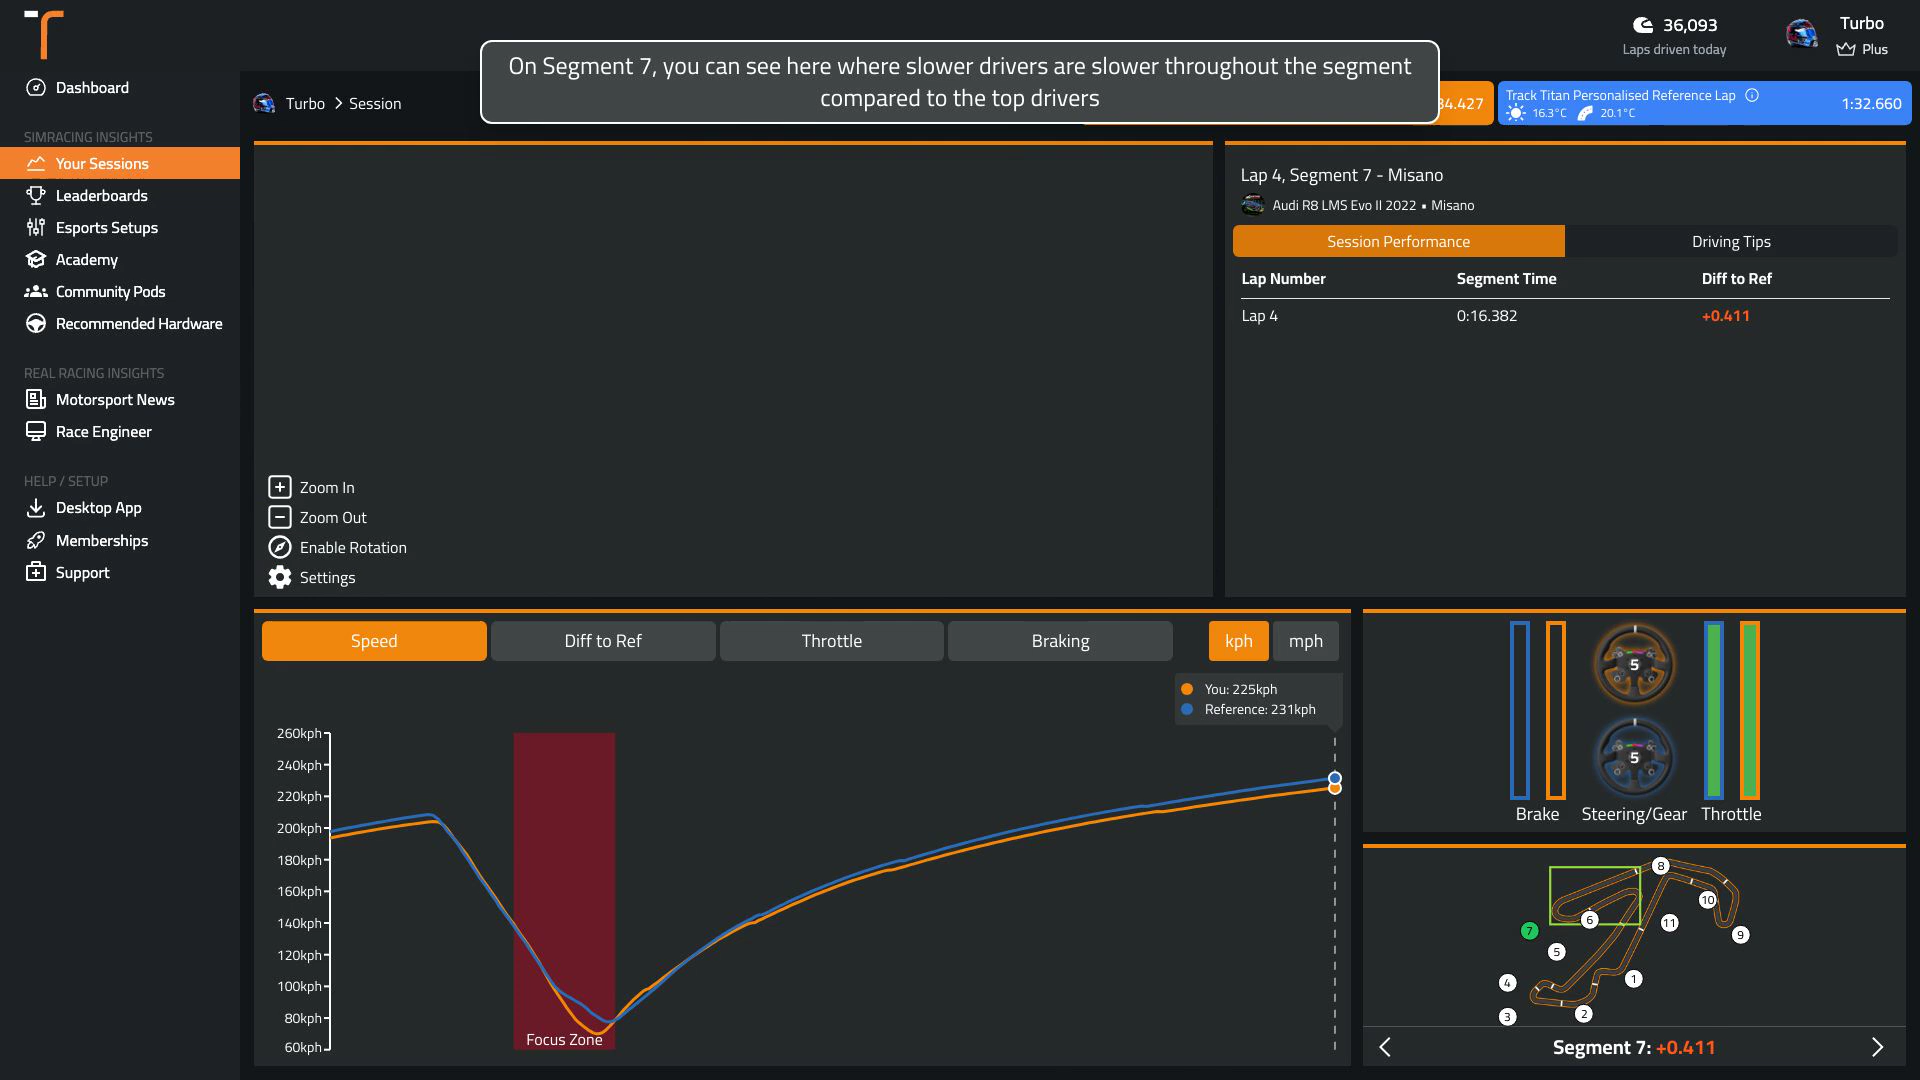 36,093
Laps driven today
Turbo
Plus
On Segment 7, you can see here where slower drivers are slower throughout the segment
compared to the top drivers
Dashboard
SIMRACING INSIGHTS
Your Sessions
Leaderboards
Esports Setups
Academy
Community Pods
Recommended Hardware
REAL RACING INSIGHTS
Motorsport News
Race Engineer
HELP / SETUP
Desktop App
Memberships
Support
Turbo > Session
34.427
Track Titan Personalised Reference Lap
16.3°C 20.1°C
1:32.660
Zoom In
Zoom Out
Enable Rotation
Settings
Lap 4, Segment 7 - Misano
Audi R8 LMS Evo II 2022 • Misano
Session Performance Driving Tips
Lap Number Segment Time Diff to Ref
Lap 4 0:16.382 +0.411
Speed Diff to Ref Throttle Braking kph mph
You: 225kph
Reference: 231kph
260kph
240kph
220kph
200kph
180kph
160kph
140kph
120kph
100kph
80kph
60kph
Focus Zone
5
5
Brake Steering/Gear Throttle
8
10
6
11
7
9
5
1
4
2
3
Segment 7: +0.411